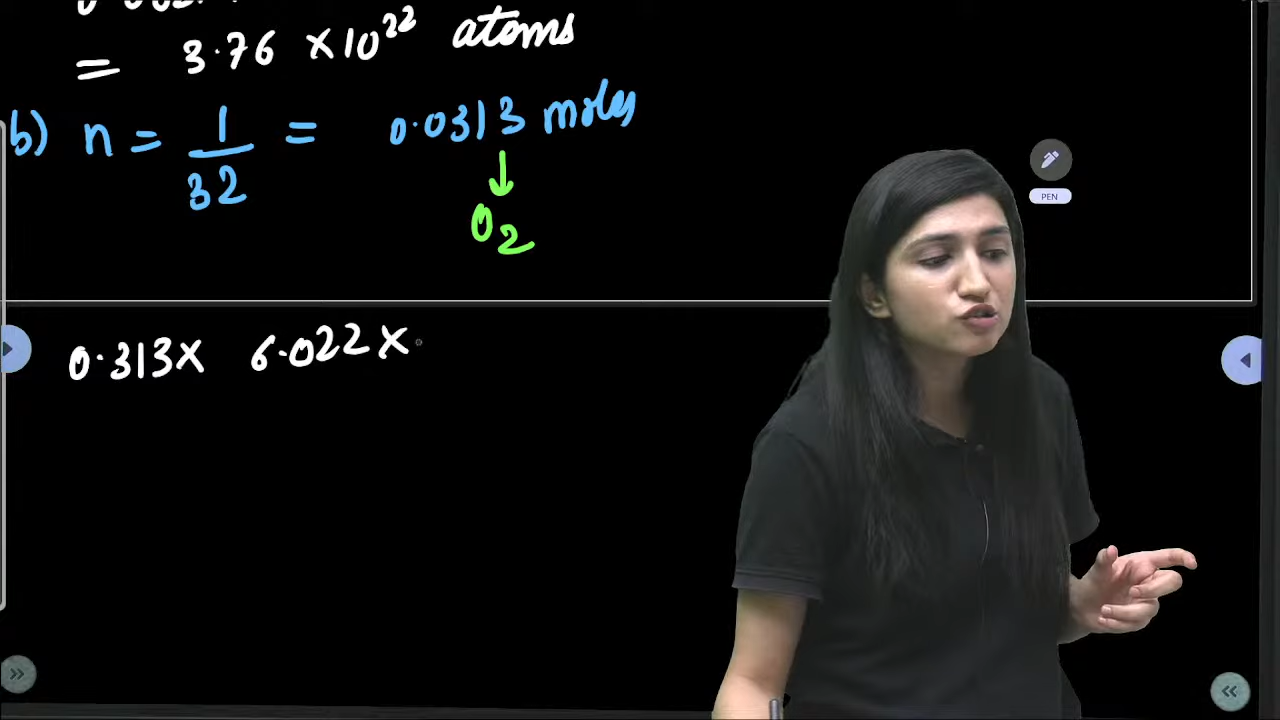 = 3.76 × 10²² atoms
b) n = 1/32 = 0.0313 moles
↓
O₂
PEN
0.313 × 6.022 ×